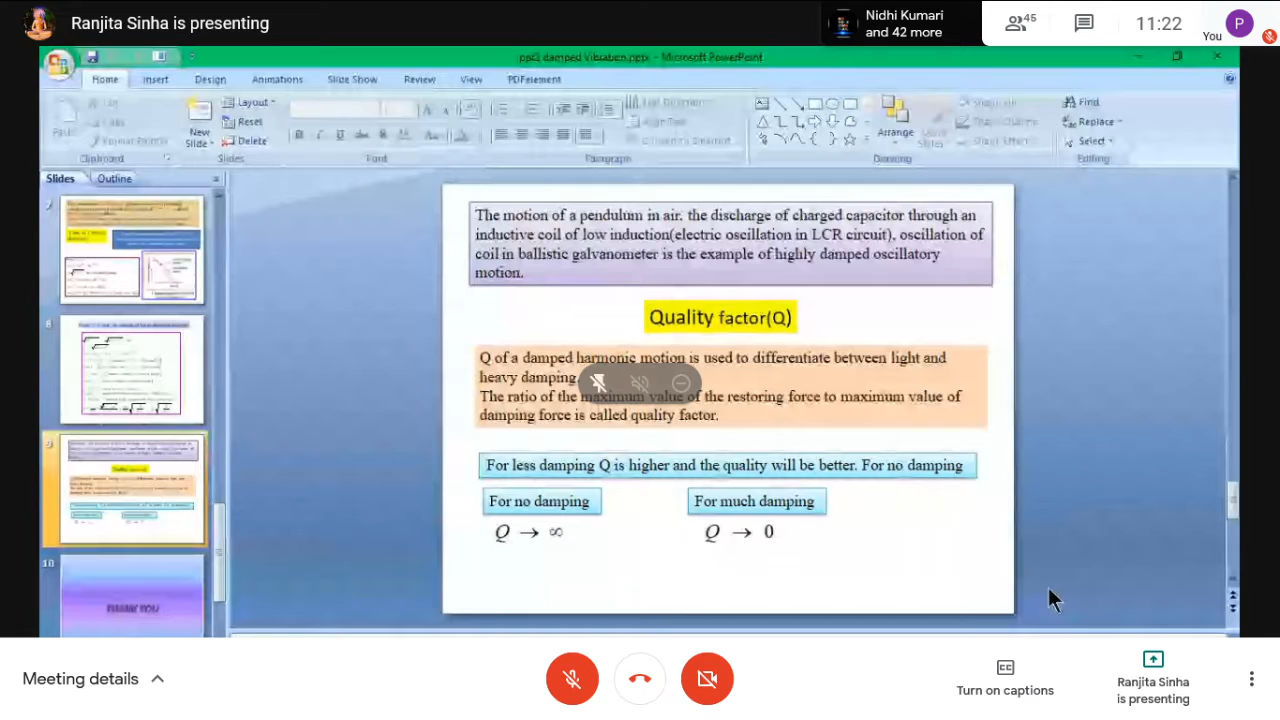 Ranjita Sinha is presenting
Nidhi Kumari
and 42 more
45
11:22
You
P
ppt2 damped Vibration.pptx - Microsoft PowerPoint
Home Insert Design Animations Slide Show Review View PDFelement
Layout
Reset
Delete
New
Slide
Arrange
Find
Replace
Select
Clipboard Slides Font Paragraph Drawing Editing
Slides Outline
The motion of a pendulum in air. the discharge of charged capacitor through an
inductive coil of low induction(electric oscillation in LCR circuit), oscillation of
coil in ballistic galvanometer is the example of highly damped oscillatory
motion.
Quality factor(Q)
Q of a damped harmonic motion is used to differentiate between light and
heavy damping.
The ratio of the maximum value of the restoring force to maximum value of
damping force is called quality factor.
For less damping Q is higher and the quality will be better. For no damping
For no damping For much damping
Q → ∞ Q → 0
7
8
9
10
THANK YOU
Meeting details
Turn on captions
Ranjita Sinha
is presenting